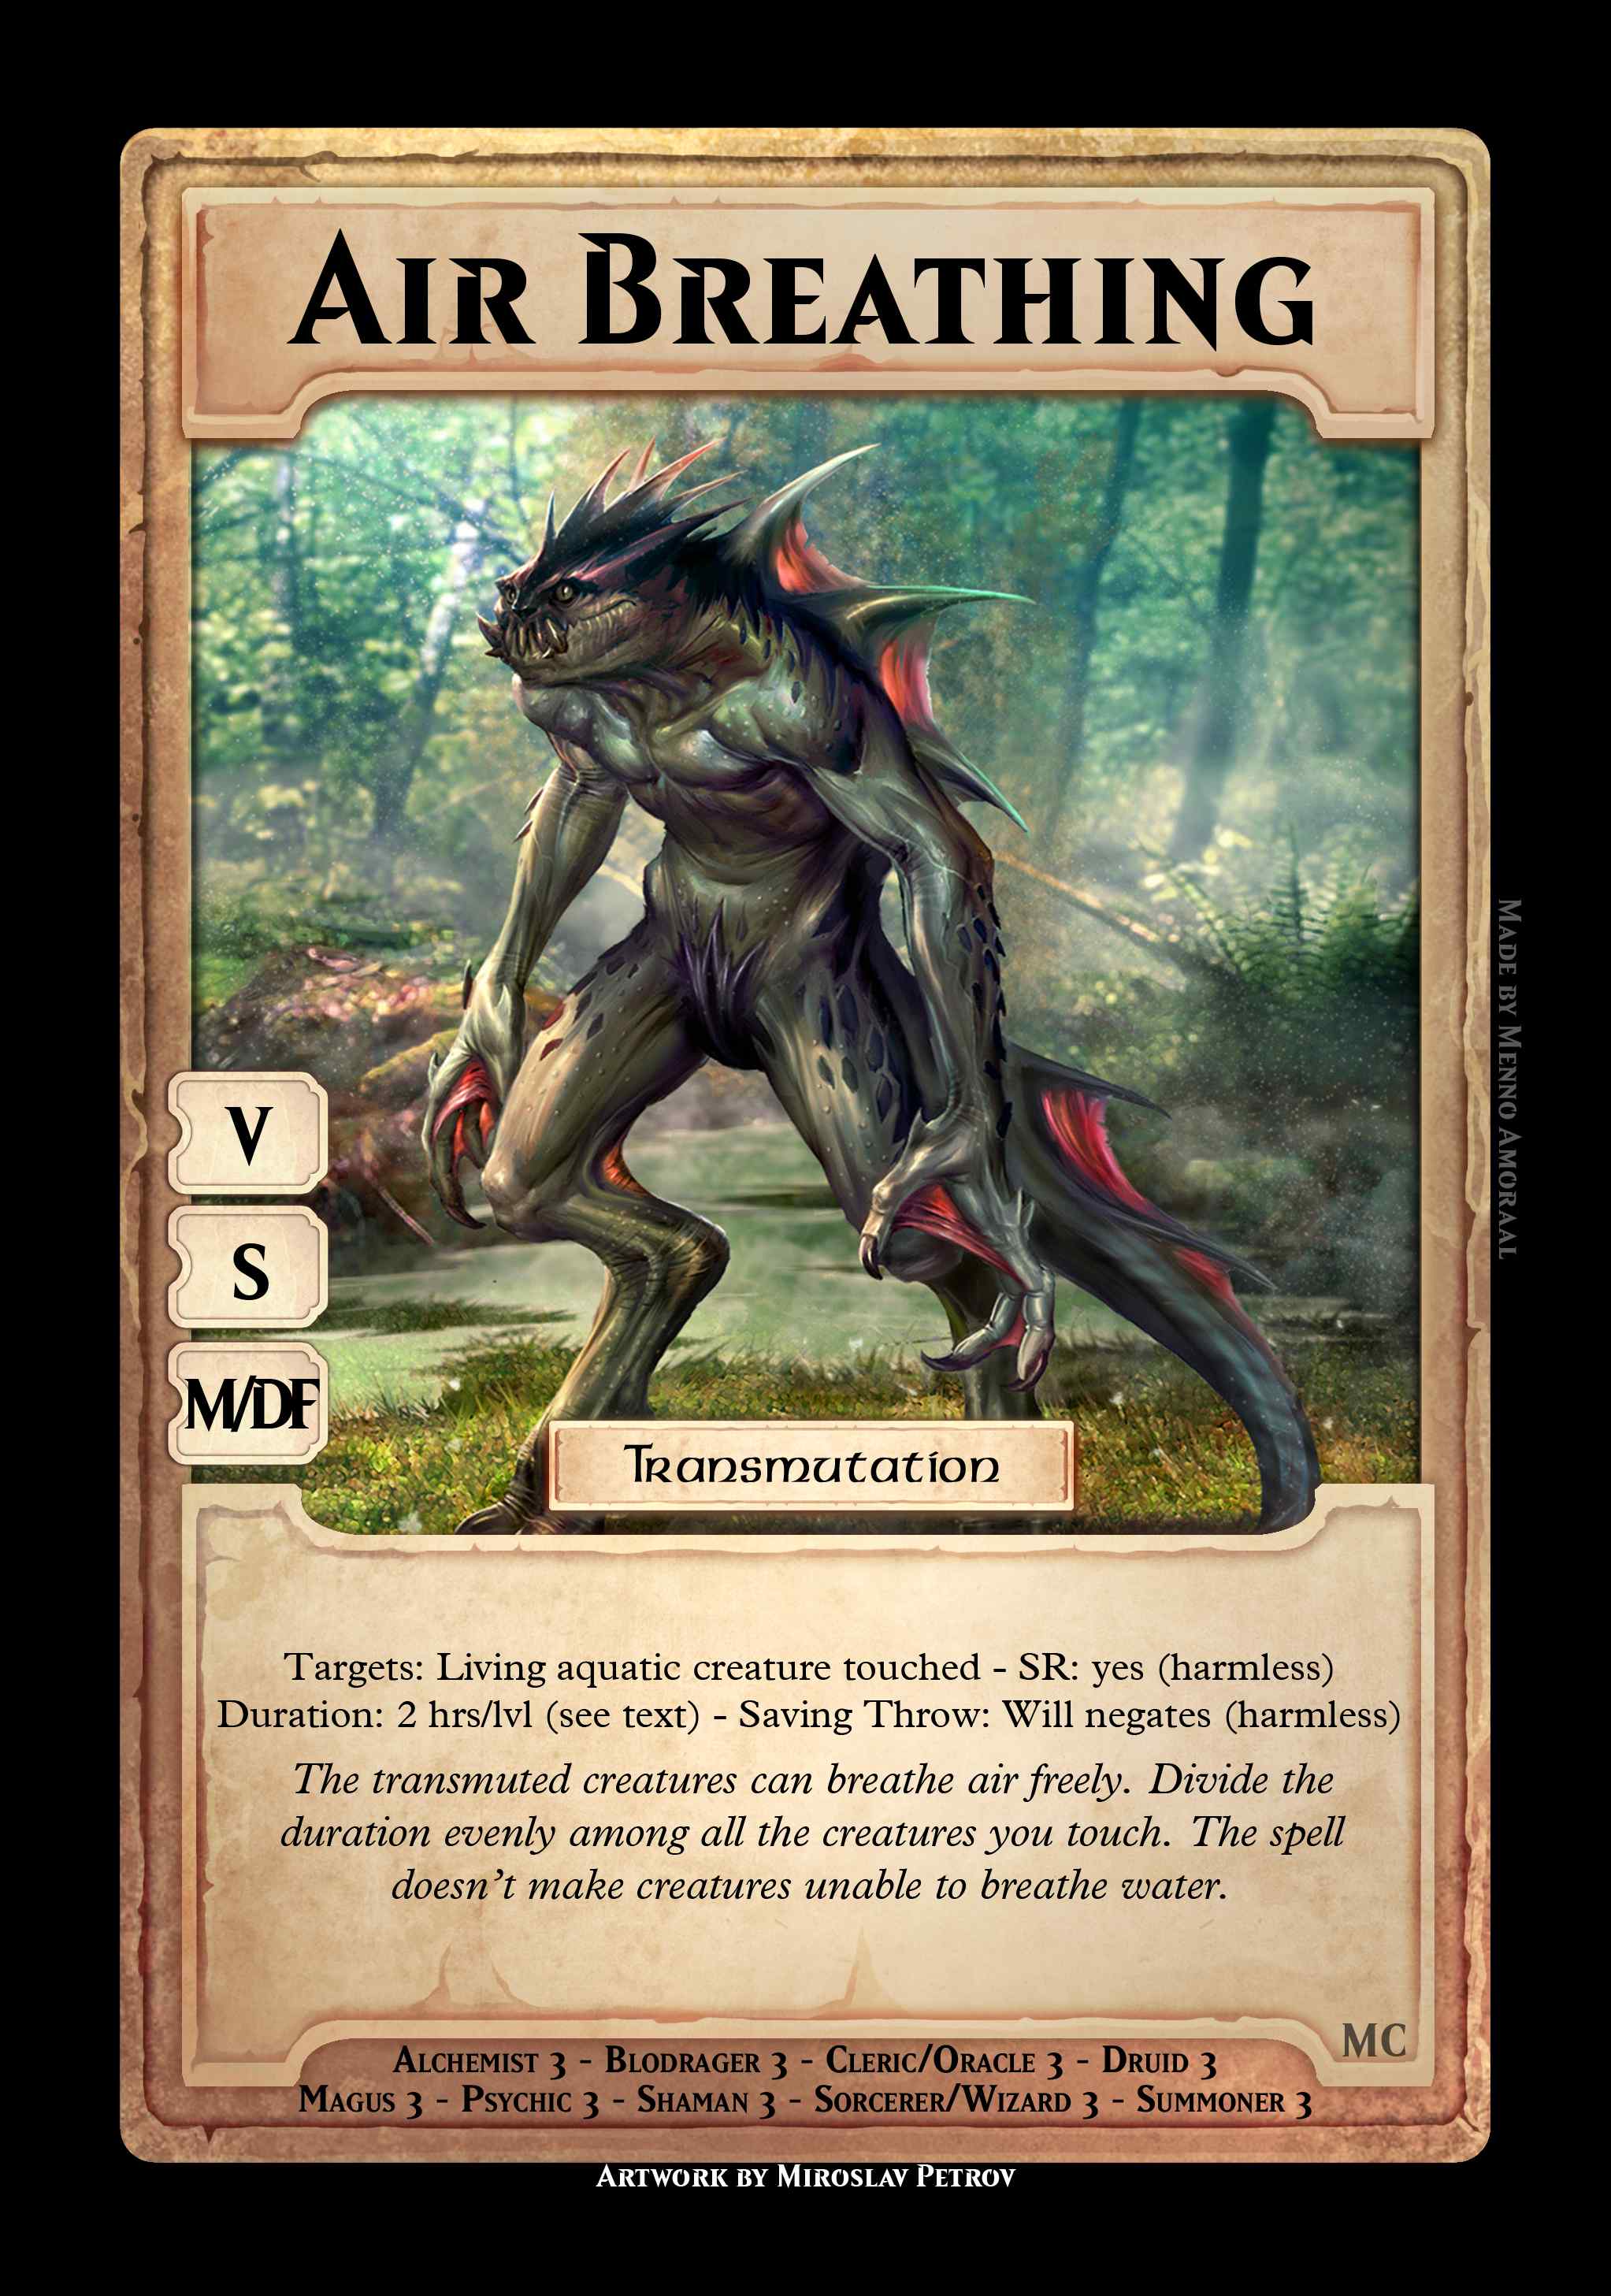 Air Breathing
V
S
M/DF
Transmutation
Targets: Living aquatic creature touched - SR: yes (harmless)
Duration: 2 hrs/lvl (see text) - Saving Throw: Will negates (harmless)
The transmuted creatures can breathe air freely. Divide the
duration evenly among all the creatures you touch. The spell
doesn't make creatures unable to breathe water.
MC
Alchemist 3 - Blodrager 3 - Cleric/Oracle 3 - Druid 3
Magus 3 - Psychic 3 - Shaman 3 - Sorcerer/Wizard 3 - Summoner 3
Artwork by Miroslav Petrov
Made by Menno Amoraal